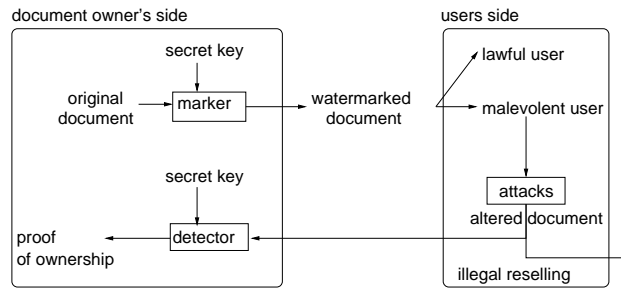 document owner's side
users side
secret key
lawful user
original
document
marker
watermarked
document
malevolent user
secret key
attacks
altered document
proof
of ownership
detector
illegal reselling